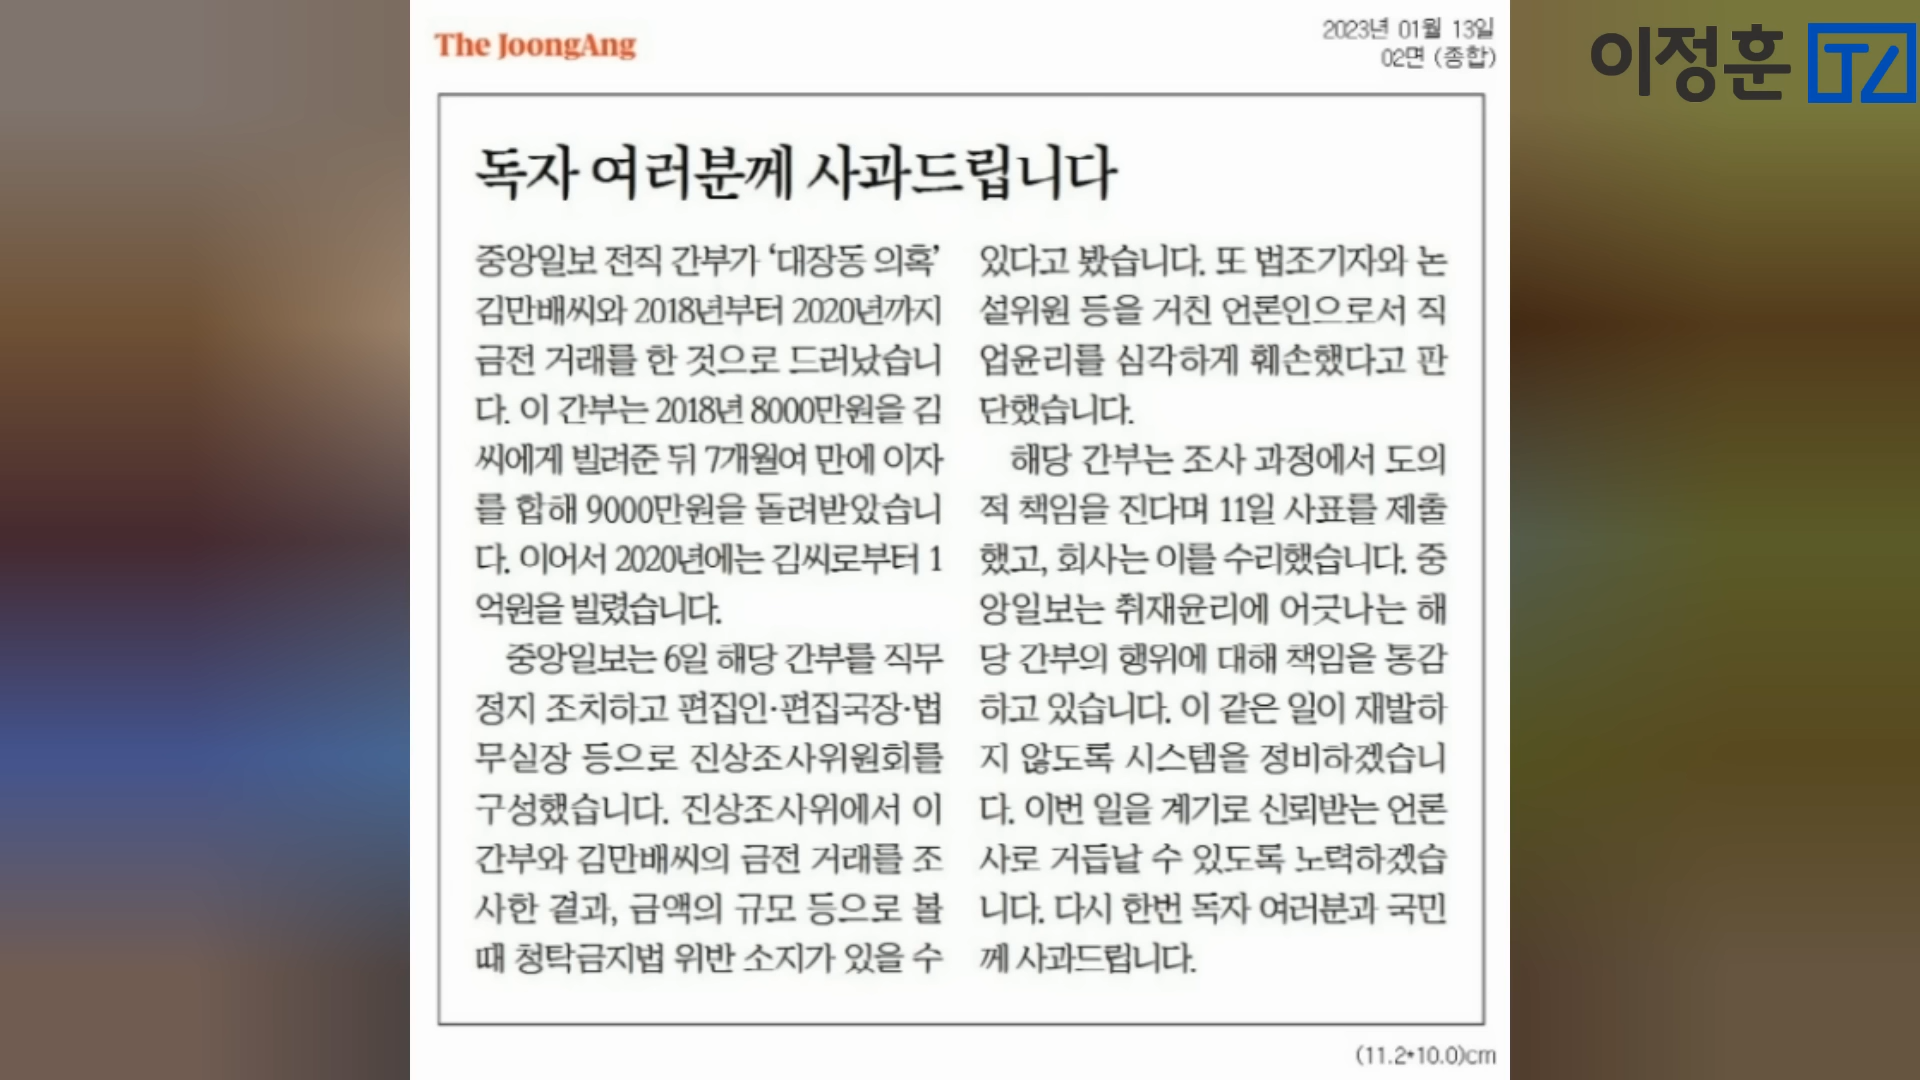 The JoongAng
2023년 01월 13일
02면 (종합)
이정훈 TV
독자 여러분께 사과드립니다
중앙일보 전직 간부가 ‘대장동 의혹’
김만배씨와 2018년부터 2020년까지
금전 거래를 한 것으로 드러났습니
다. 이 간부는 2018년 8000만원을 김
씨에게 빌려준 뒤 7개월여 만에 이자
를 합해 9000만원을 돌려받았습니
다. 이어서 2020년에는 김씨로부터 1
억원을 빌렸습니다.
중앙일보는 6일 해당 간부를 직무
정지 조치하고 편집인·편집국장·법
무실장 등으로 진상조사위원회를
구성했습니다. 진상조사위에서 이
간부와 김만배씨의 금전 거래를 조
사한 결과, 금액의 규모 등으로 볼
때 청탁금지법 위반 소지가 있을 수
있다고 봤습니다. 또 법조기자와 논
설위원 등을 거친 언론인으로서 직
업윤리를 심각하게 훼손했다고 판
단했습니다.
해당 간부는 조사 과정에서 도의
적 책임을 진다며 11일 사표를 제출
했고, 회사는 이를 수리했습니다. 중
앙일보는 취재윤리에 어긋나는 해
당 간부의 행위에 대해 책임을 통감
하고 있습니다. 이 같은 일이 재발하
지 않도록 시스템을 정비하겠습니
다. 이번 일을 계기로 신뢰받는 언론
사로 거듭날 수 있도록 노력하겠습
니다. 다시 한번 독자 여러분과 국민
께 사과드립니다.
(11.2*10.0)cm